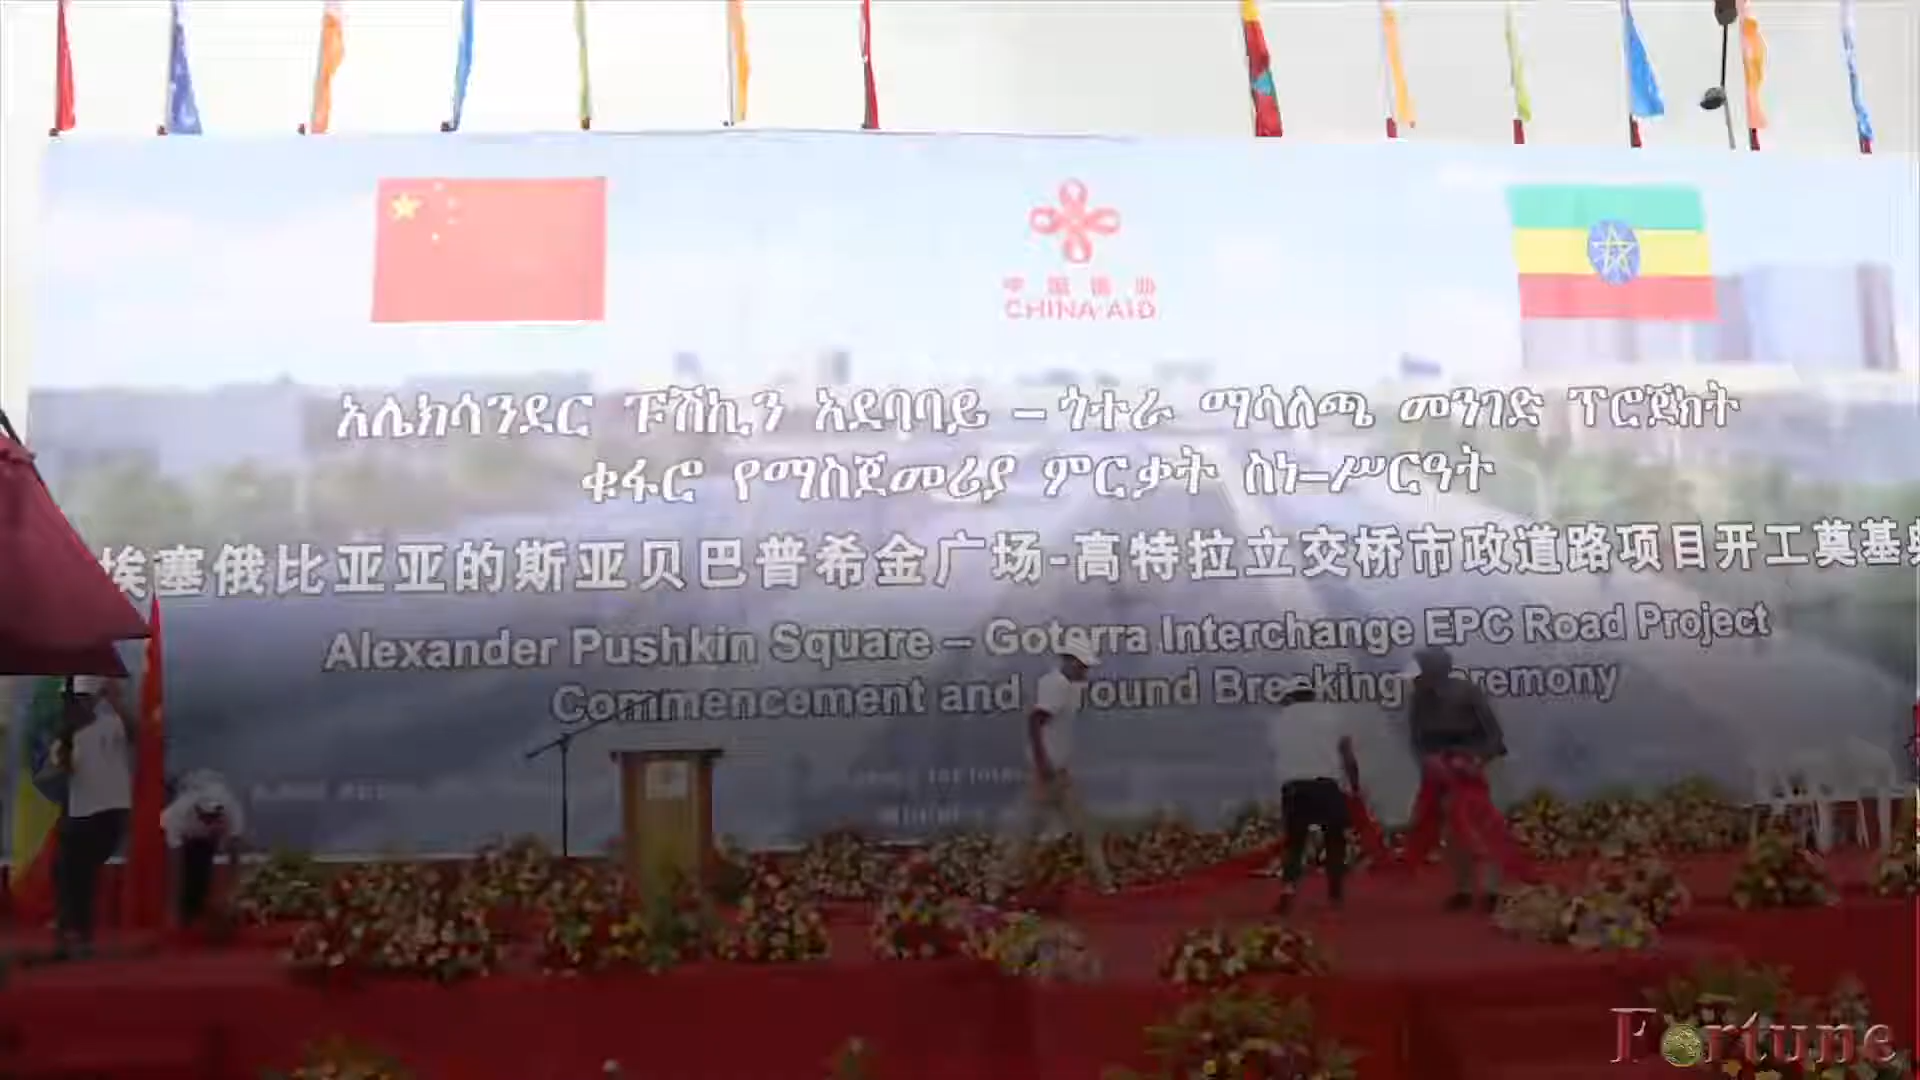 中国援助
CHINA AID
አሌክሳንደር ፑሽኪን አደባባይ – ጎተራ ማሳለጫ መንገድ ፕሮጀክት
ቁፋሮ የማስጀመሪያ ምርቃት ስነ–ሥርዓት
埃塞俄比亚亚的斯亚贝巴普希金广场-高特拉立交桥市政道路项目开工奠基
Alexander Pushkin Square – Goterra Interchange EPC Road Project
Commencement and Ground Breaking Ceremony
Fortune